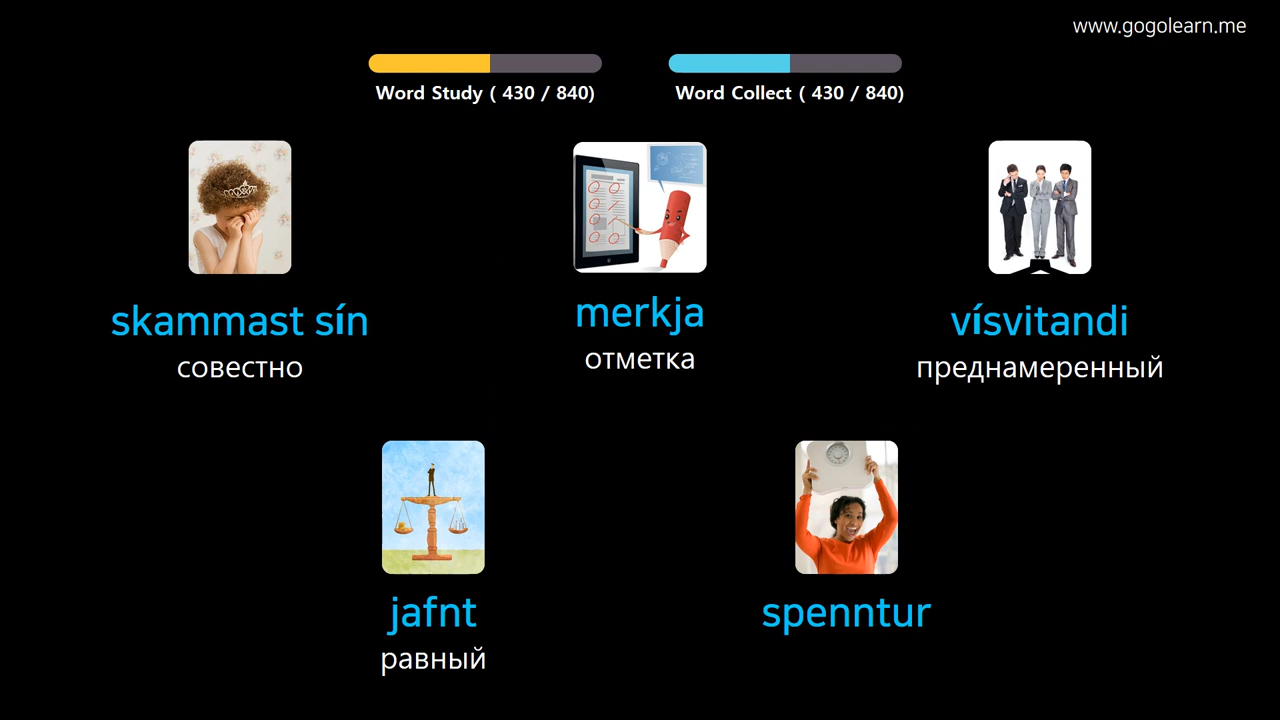 www.gogolearn.me
Word Study ( 430 / 840)
Word Collect ( 430 / 840)
skammast sín
совестно
merkja
отметка
vísvitandi
преднамеренный
jafnt
равный
spenntur